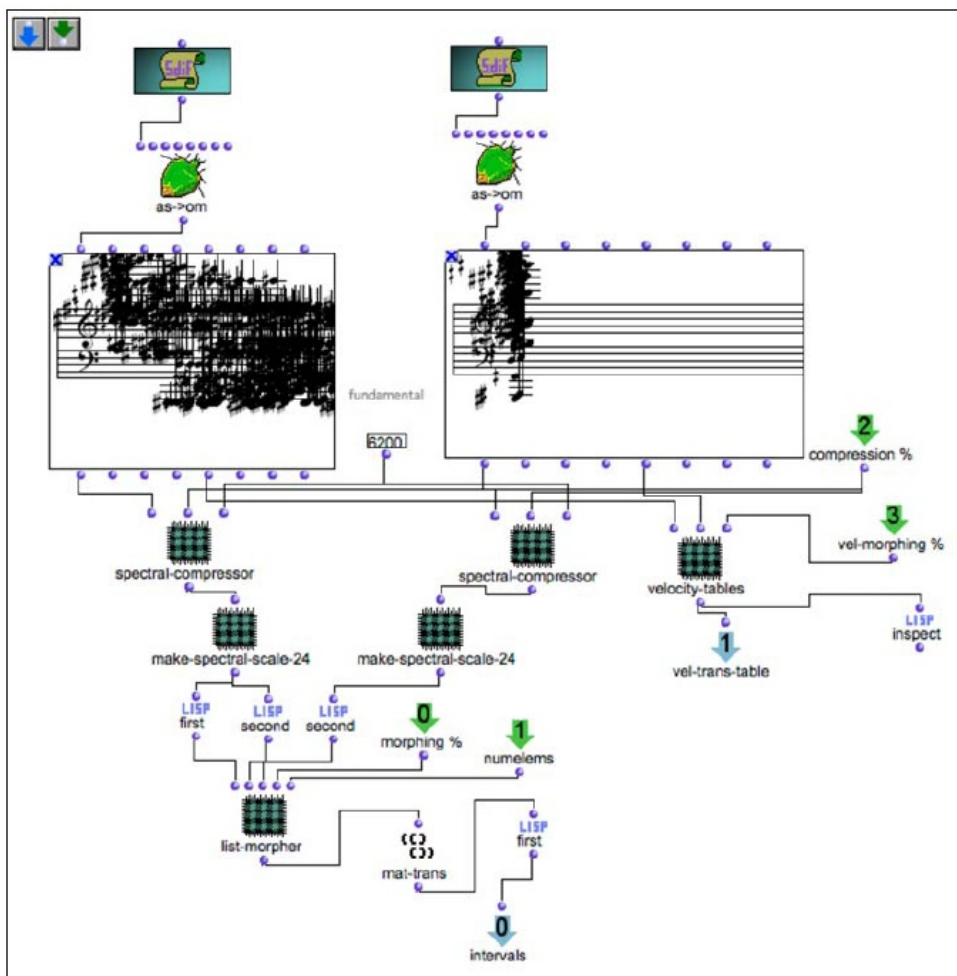 Sdif
Sdif
as->om
as->om
fundamental
6200
2
compression %
3
vel-morphing %
spectral-compressor
spectral-compressor
velocity-tables
LISP
inspect
1
vel-trans-table
make-spectral-scale-24
make-spectral-scale-24
LISP
first
LISP
second
LISP
second
0
morphing %
1
numelems
list-morpher
((
))
mat-trans
LISP
first
0
intervals